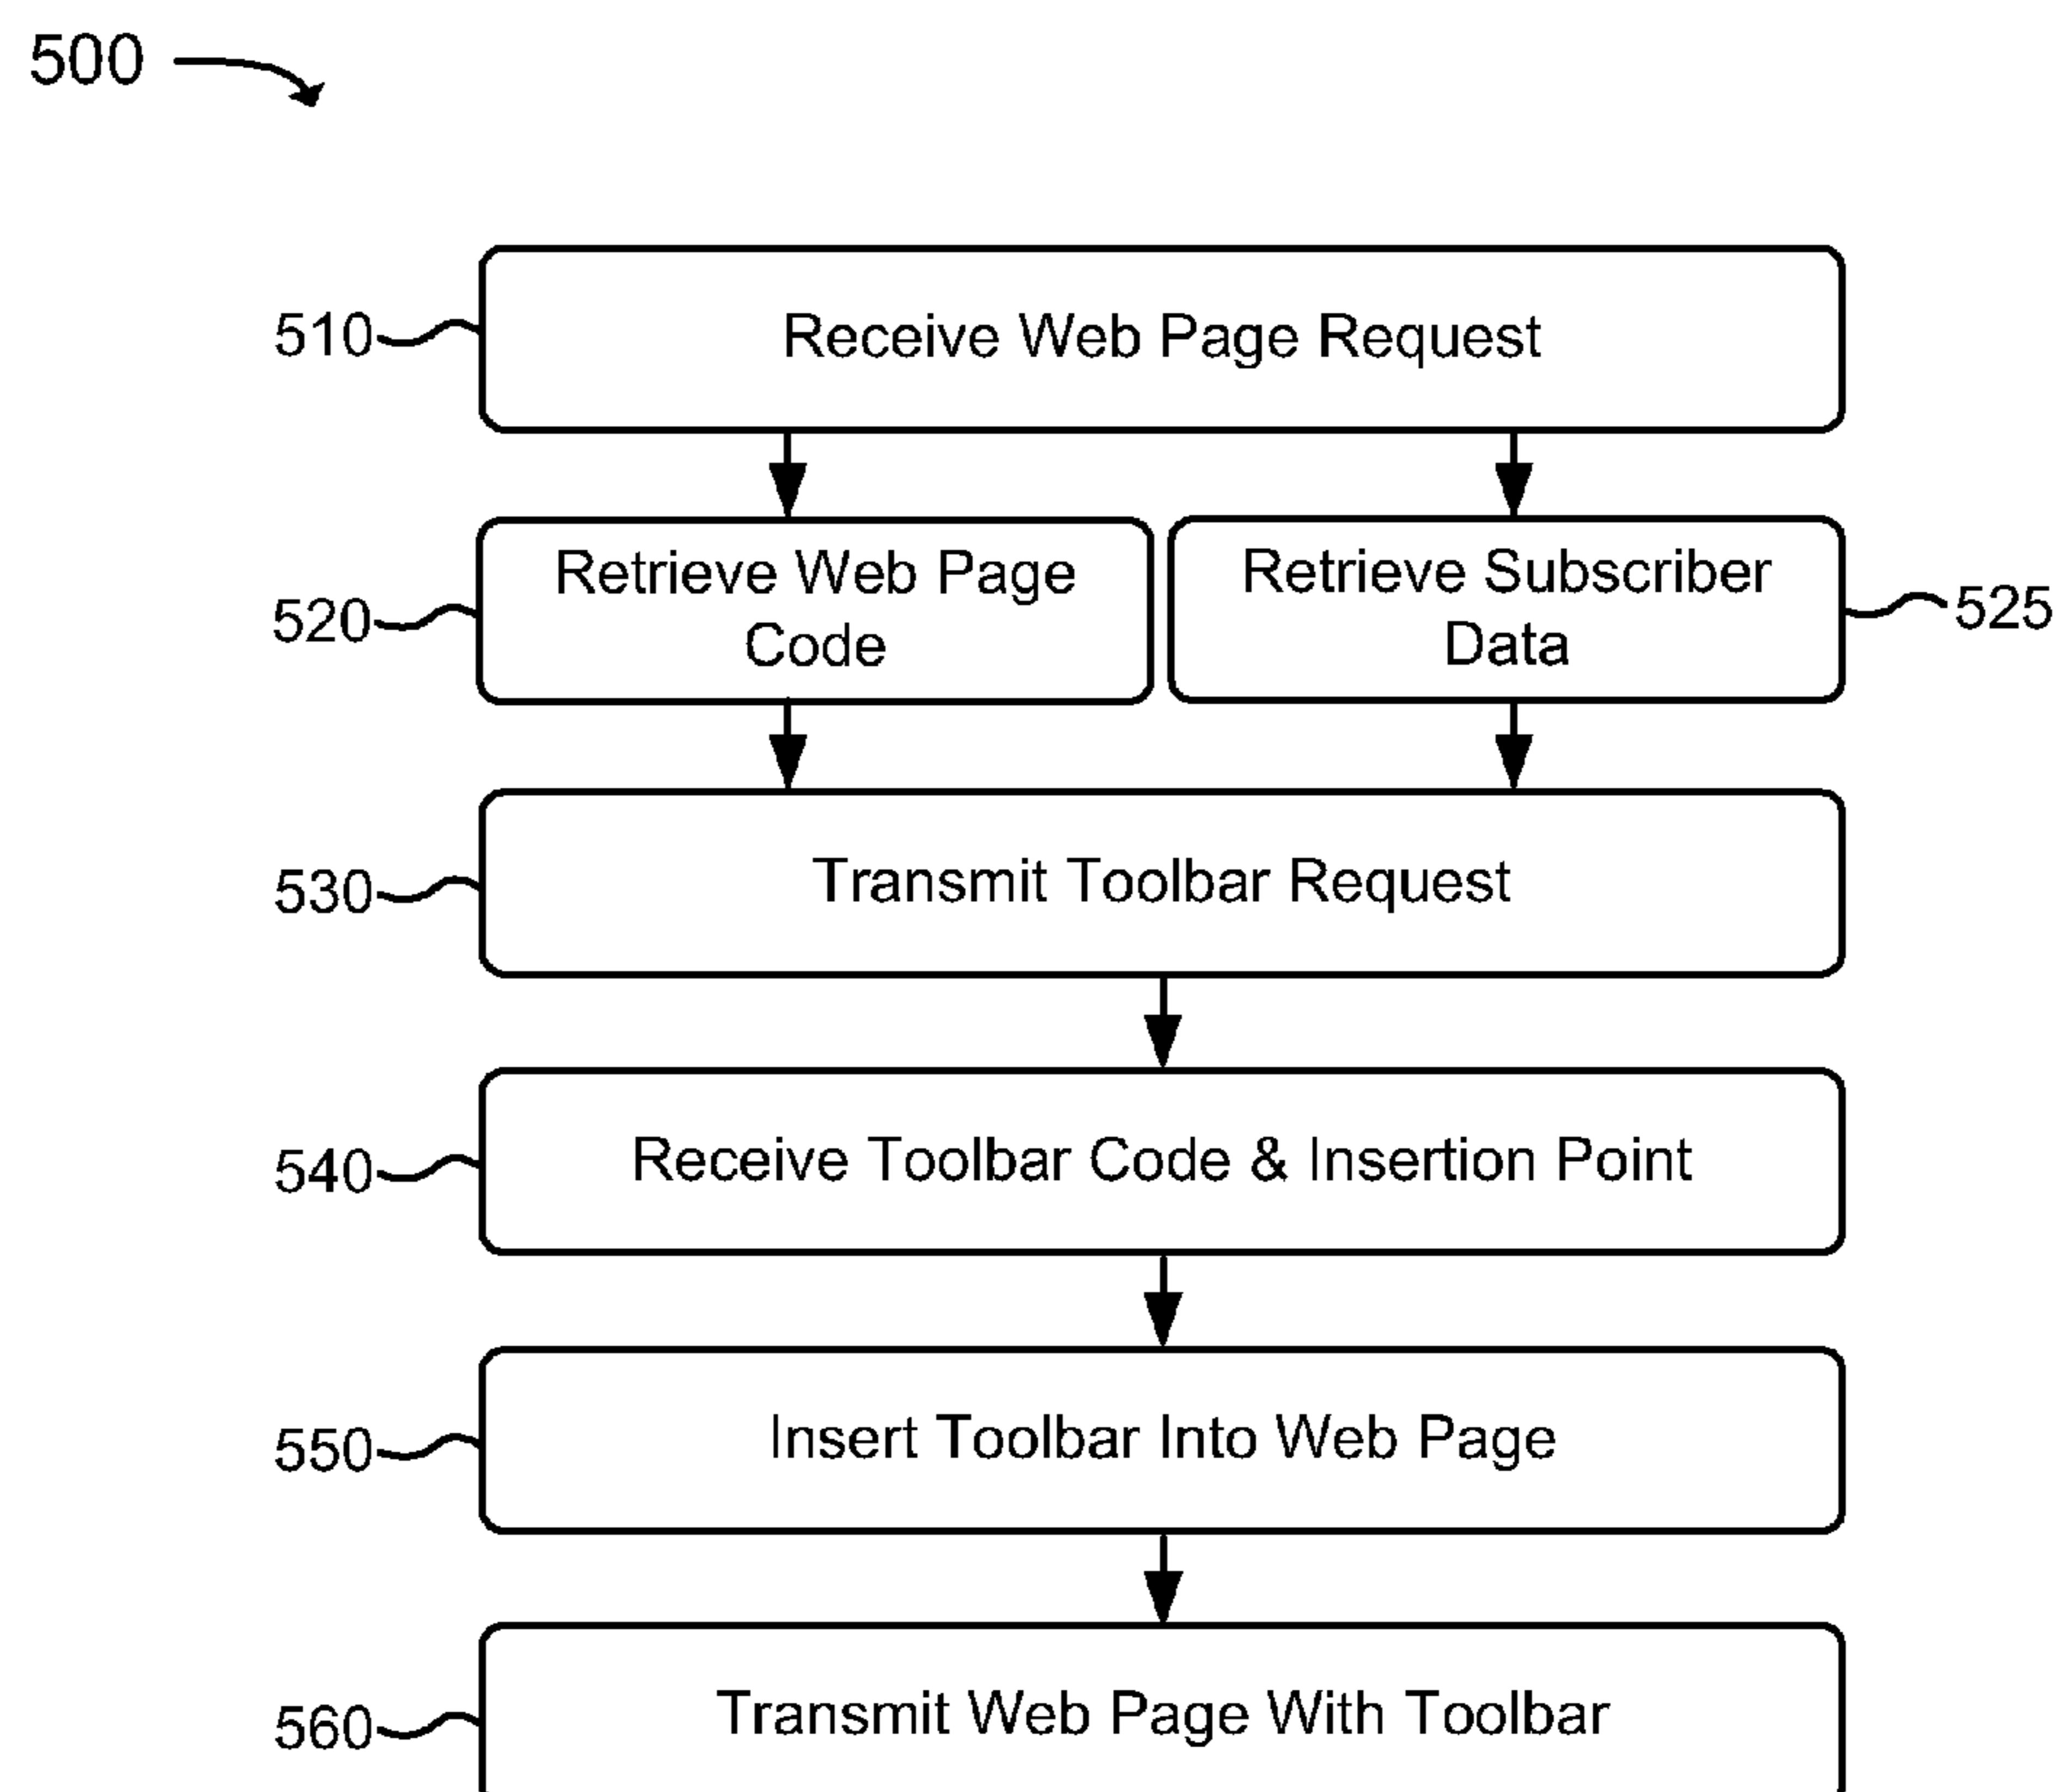 500
510
Receive Web Page Request
Retrieve Web Page
Code
520
Retrieve Subscriber
Data
525
530
Transmit Toolbar Request
540
Receive Toolbar Code & Insertion Point
550
Insert Toolbar Into Web Page
560
Transmit Web Page With Toolbar